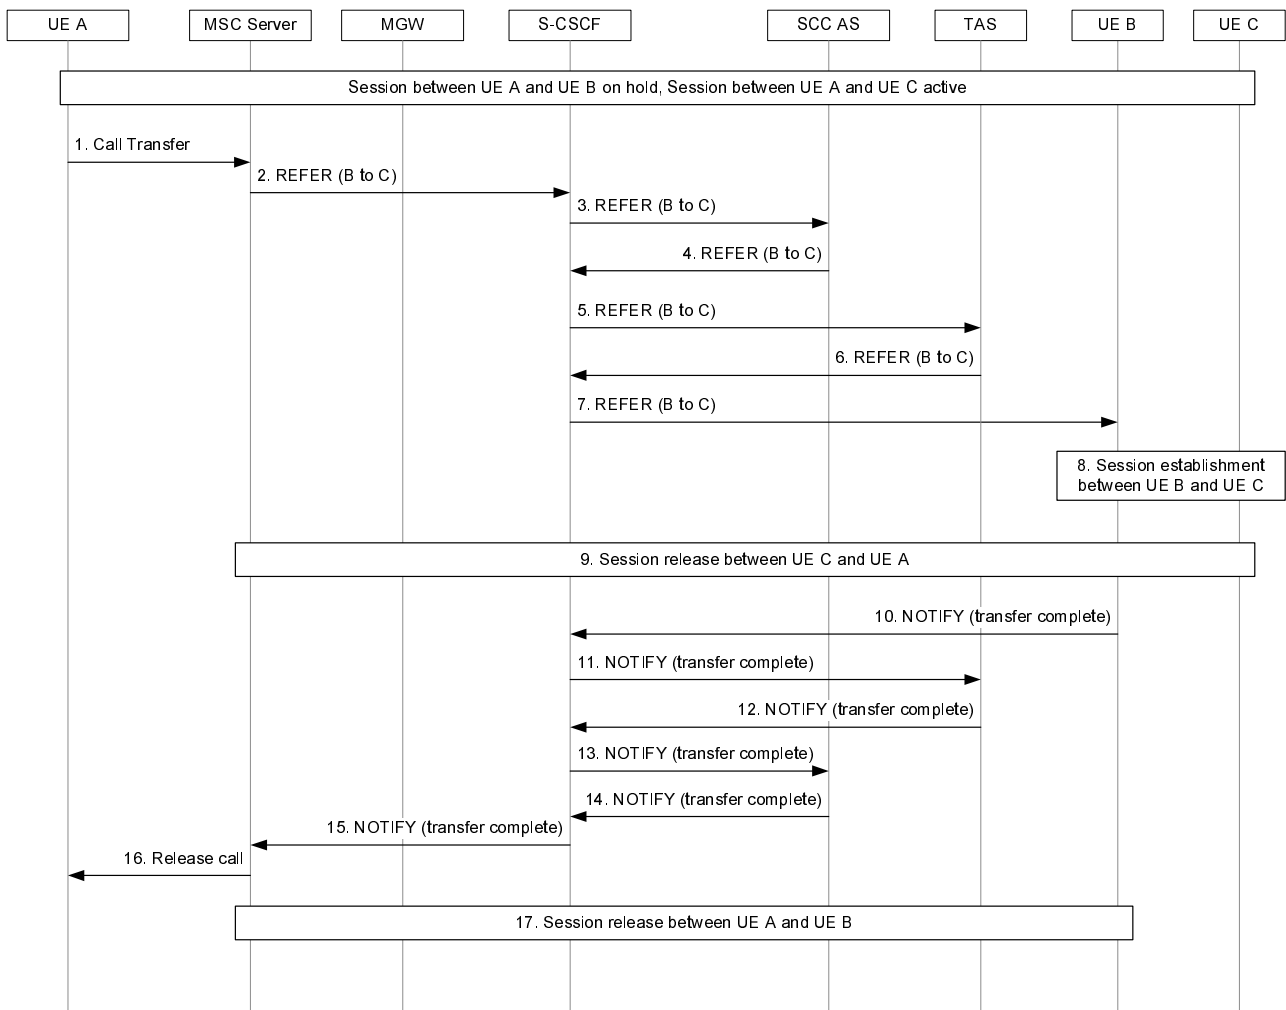 UE A
MSC Server
MGW
S-CSCF
SCC AS
TAS
UE B
UE C
Session between UE A and UE B on hold, Session between UE A and UE C active
1. Call Transfer
2. REFER (B to C)
3. REFER (B to C)
4. REFER (B to C)
5. REFER (B to C)
6. REFER (B to C)
7. REFER (B to C)
8. Session establishment
between UE B and UE C
9. Session release between UE C and UE A
10. NOTIFY (transfer complete)
11. NOTIFY (transfer complete)
12. NOTIFY (transfer complete)
13. NOTIFY (transfer complete)
14. NOTIFY (transfer complete)
15. NOTIFY (transfer complete)
16. Release call
17. Session release between UE A and UE B